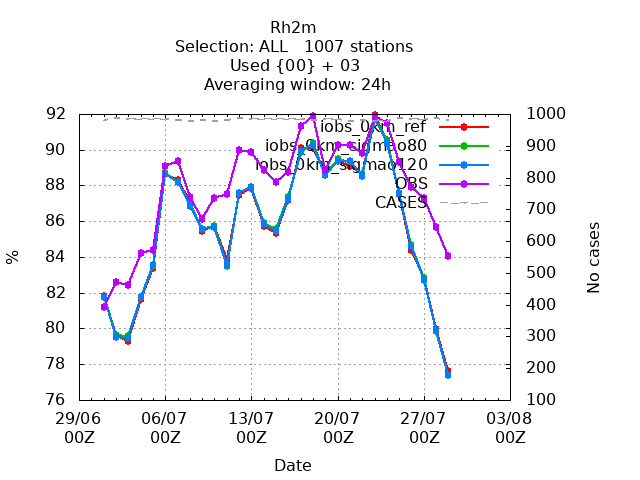 Rh2m
Selection: ALL   1007 stations
Used {00} + 03
Averaging window: 24h
92
90
88
86
84
82
80
78
76
%
1000
900
800
700
600
500
400
300
200
100
No cases
iobs_0km_ref
iobs_0km_sigmao80
iobs_0km_sigmao120
OBS
CASES
29/06 06/07 13/07 20/07 27/07 03/08
00Z 00Z 00Z 00Z 00Z 00Z
Date